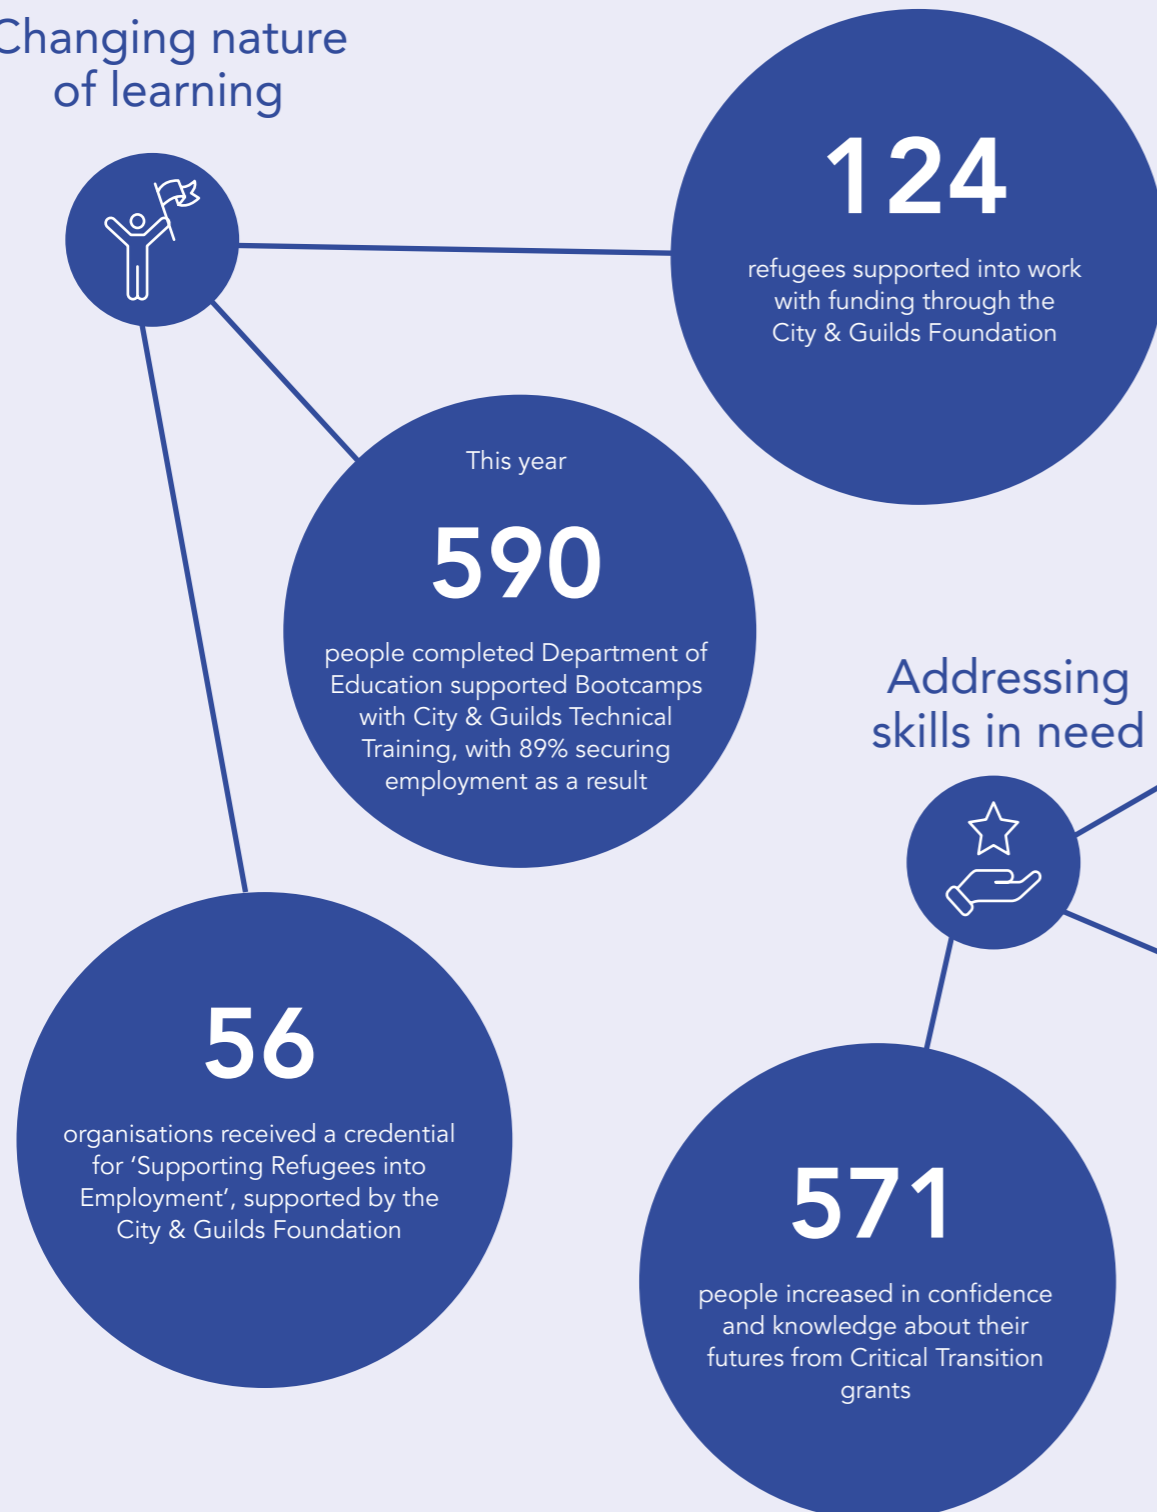 Changing nature
of learning
124
refugees supported into work
with funding through the
City & Guilds Foundation
This year
590
people completed Department of
Education supported Bootcamps
with City & Guilds Technical
Training, with 89% securing
employment as a result
56
organisations received a credential
for ‘Supporting Refugees into
Employment’, supported by the
City & Guilds Foundation
Addressing
skills in need
571
people increased in confidence
and knowledge about their
futures from Critical Transition
grants